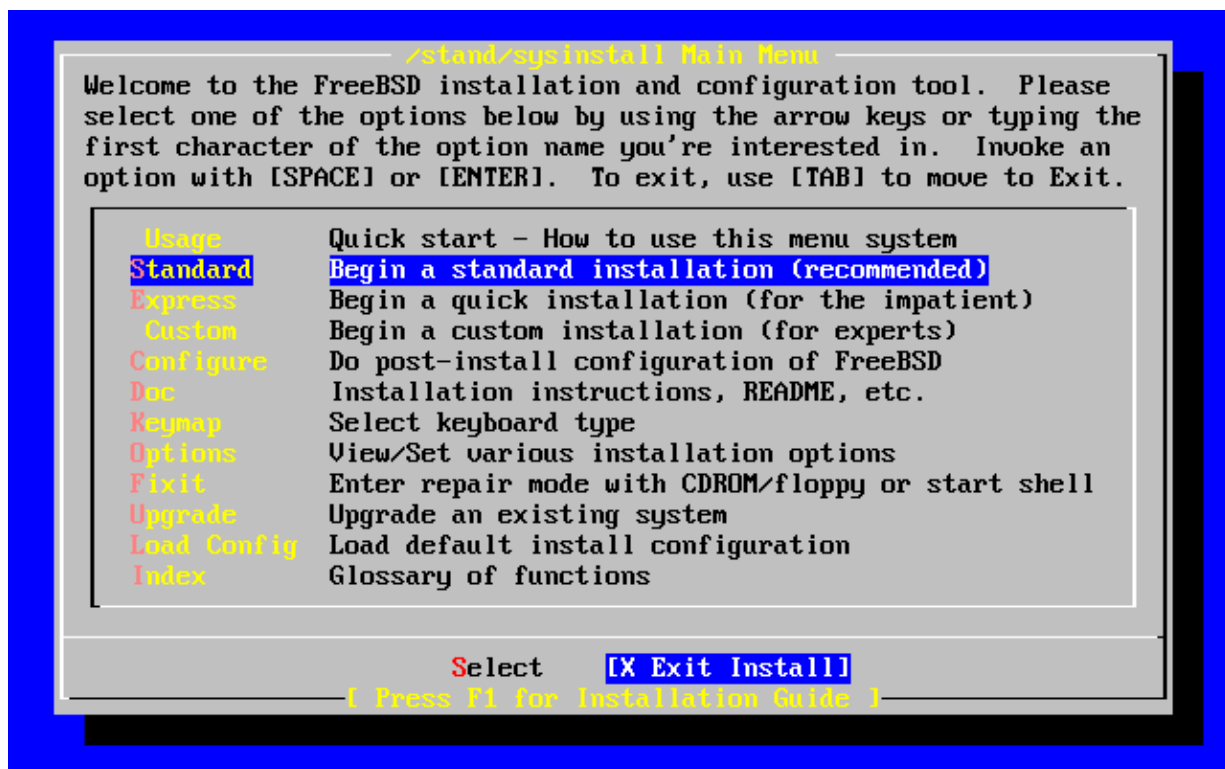 /stand/sysinstall Main Menu
Welcome to the FreeBSD installation and configuration tool.  Please
select one of the options below by using the arrow keys or typing the
first character of the option name you're interested in.  Invoke an
option with [SPACE] or [ENTER].  To exit, use [TAB] to move to Exit.
Usage Quick start - How to use this menu system
Standard Begin a standard installation (recommended)
Express Begin a quick installation (for the impatient)
Custom Begin a custom installation (for experts)
Configure Do post-install configuration of FreeBSD
Doc Installation instructions, README, etc.
Keymap Select keyboard type
Options View/Set various installation options
Fixit Enter repair mode with CDROM/floppy or start shell
Upgrade Upgrade an existing system
Load Config Load default install configuration
Index Glossary of functions
Select [X Exit Install]
[ Press F1 for Installation Guide ]